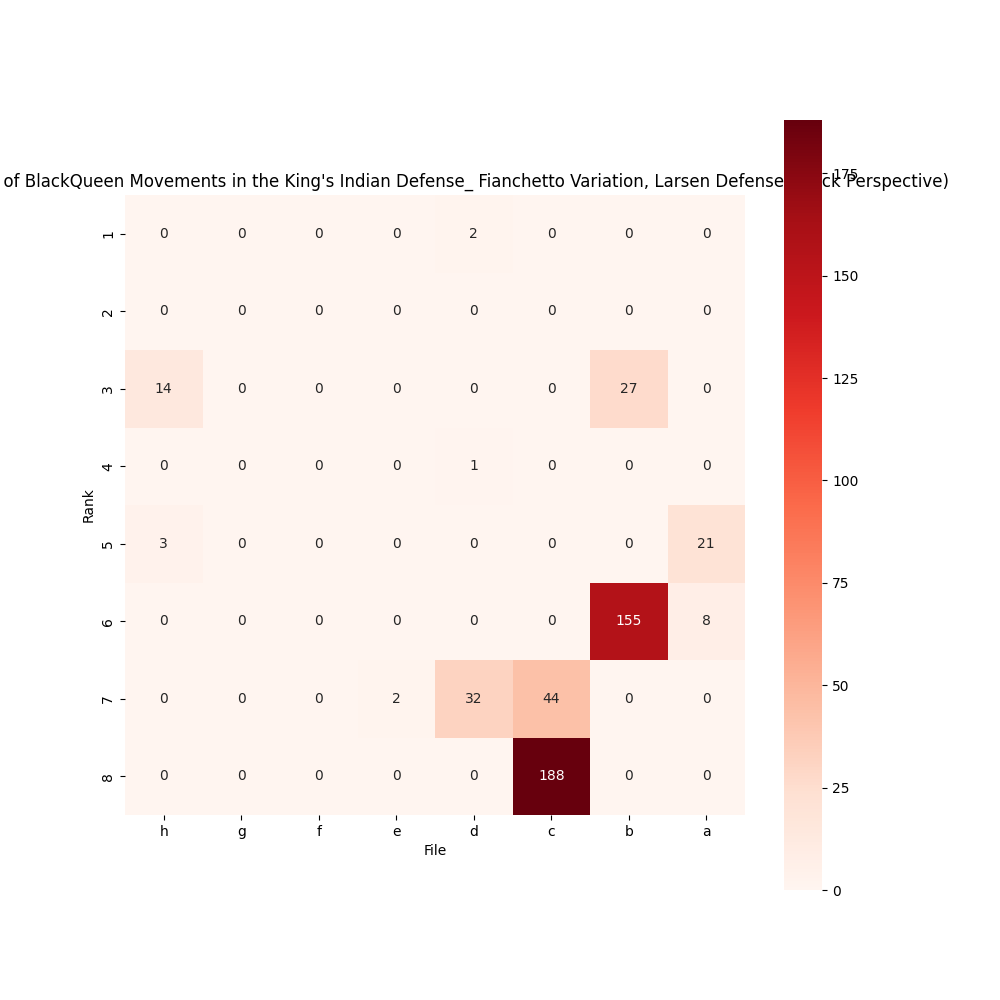 of BlackQueen Movements in the King's Indian Defense_ Fianchetto Variation, Larsen Defense ck Perspective)
175
1 0 0 0 0 2 0 0 0
150
2 0 0 0 0 0 0 0 0
125
3 14 0 0 0 0 0 27 0
100
4 0 0 0 0 1 0 0 0
Rank
5 3 0 0 0 0 0 0 21
75
6 0 0 0 0 0 0 155 8
50
7 0 0 0 2 32 44 0 0
25
8 0 0 0 0 0 188 0 0
h g f e d c b a
File
0